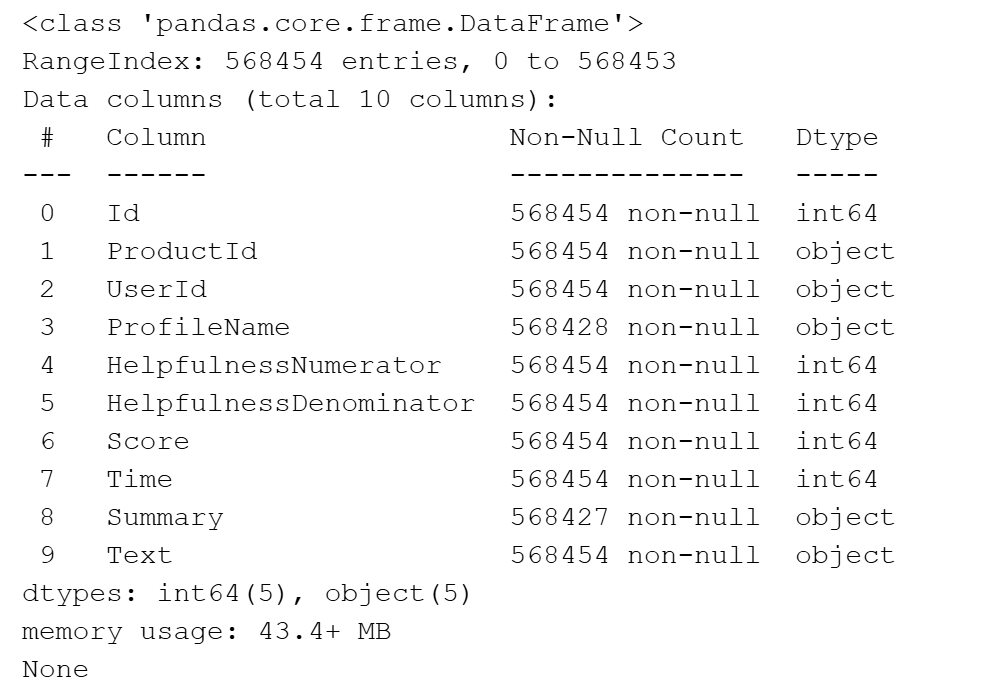 <class 'pandas.core.frame.DataFrame'>
RangeIndex: 568454 entries, 0 to 568453
Data columns (total 10 columns):
 #   Column                  Non-Null Count   Dtype
---  ------                  --------------   -----
 0   Id                      568454 non-null  int64
 1   ProductId               568454 non-null  object
 2   UserId                  568454 non-null  object
 3   ProfileName             568428 non-null  object
 4   HelpfulnessNumerator    568454 non-null  int64
 5   HelpfulnessDenominator  568454 non-null  int64
 6   Score                   568454 non-null  int64
 7   Time                    568454 non-null  int64
 8   Summary                 568427 non-null  object
 9   Text                    568454 non-null  object
dtypes: int64(5), object(5)
memory usage: 43.4+ MB
None